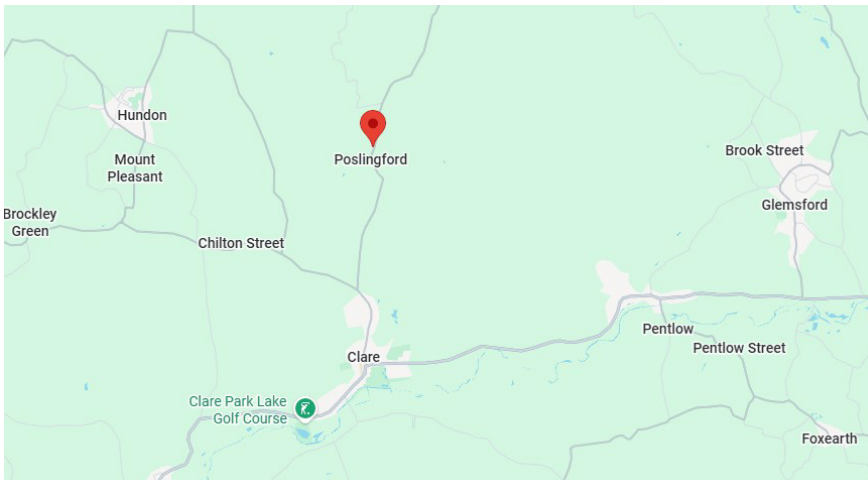 Hundon
Mount
Pleasant
Poslingford
Brook Street
Glemsford
Brockley
Green
Chilton Street
Pentlow
Pentlow Street
Clare
Clare Park Lake
Golf Course
Foxearth